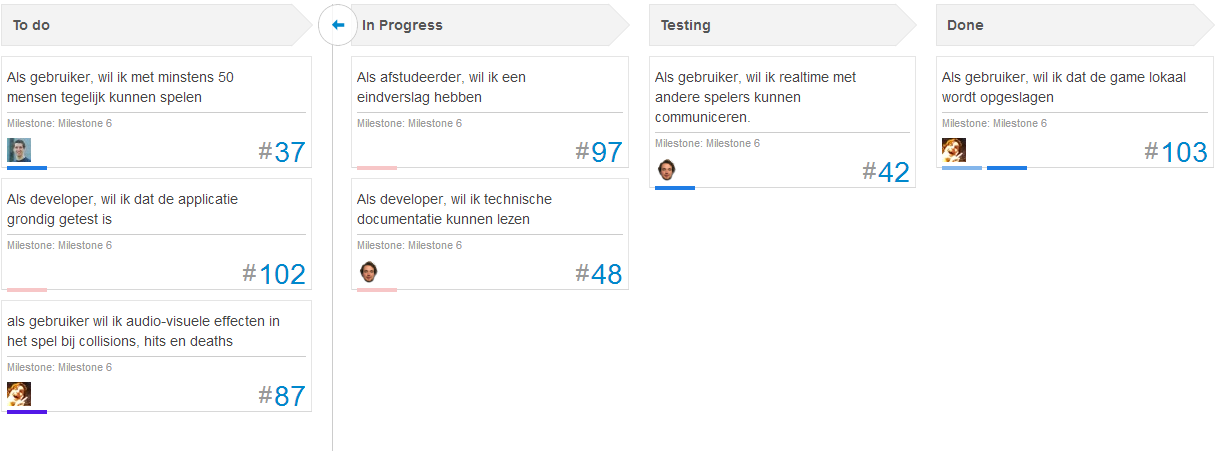 To do
Als gebruiker, wil ik met minstens 50
mensen tegelijk kunnen spelen
Milestone: Milestone 6
#37
Als developer, wil ik dat de applicatie
grondig getest is
Milestone: Milestone 6
#102
als gebruiker wil ik audio-visuele effecten in
het spel bij collisions, hits en deaths
Milestone: Milestone 6
#87
In Progress
Als afstudeerder, wil ik een
eindverslag hebben
Milestone: Milestone 6
#97
Als developer, wil ik technische
documentatie kunnen lezen
Milestone: Milestone 6
#48
Testing
Als gebruiker, wil ik realtime met
andere spelers kunnen
communiceren.
Milestone: Milestone 6
#42
Done
Als gebruiker, wil ik dat de game lokaal
wordt opgeslagen
Milestone: Milestone 6
#103